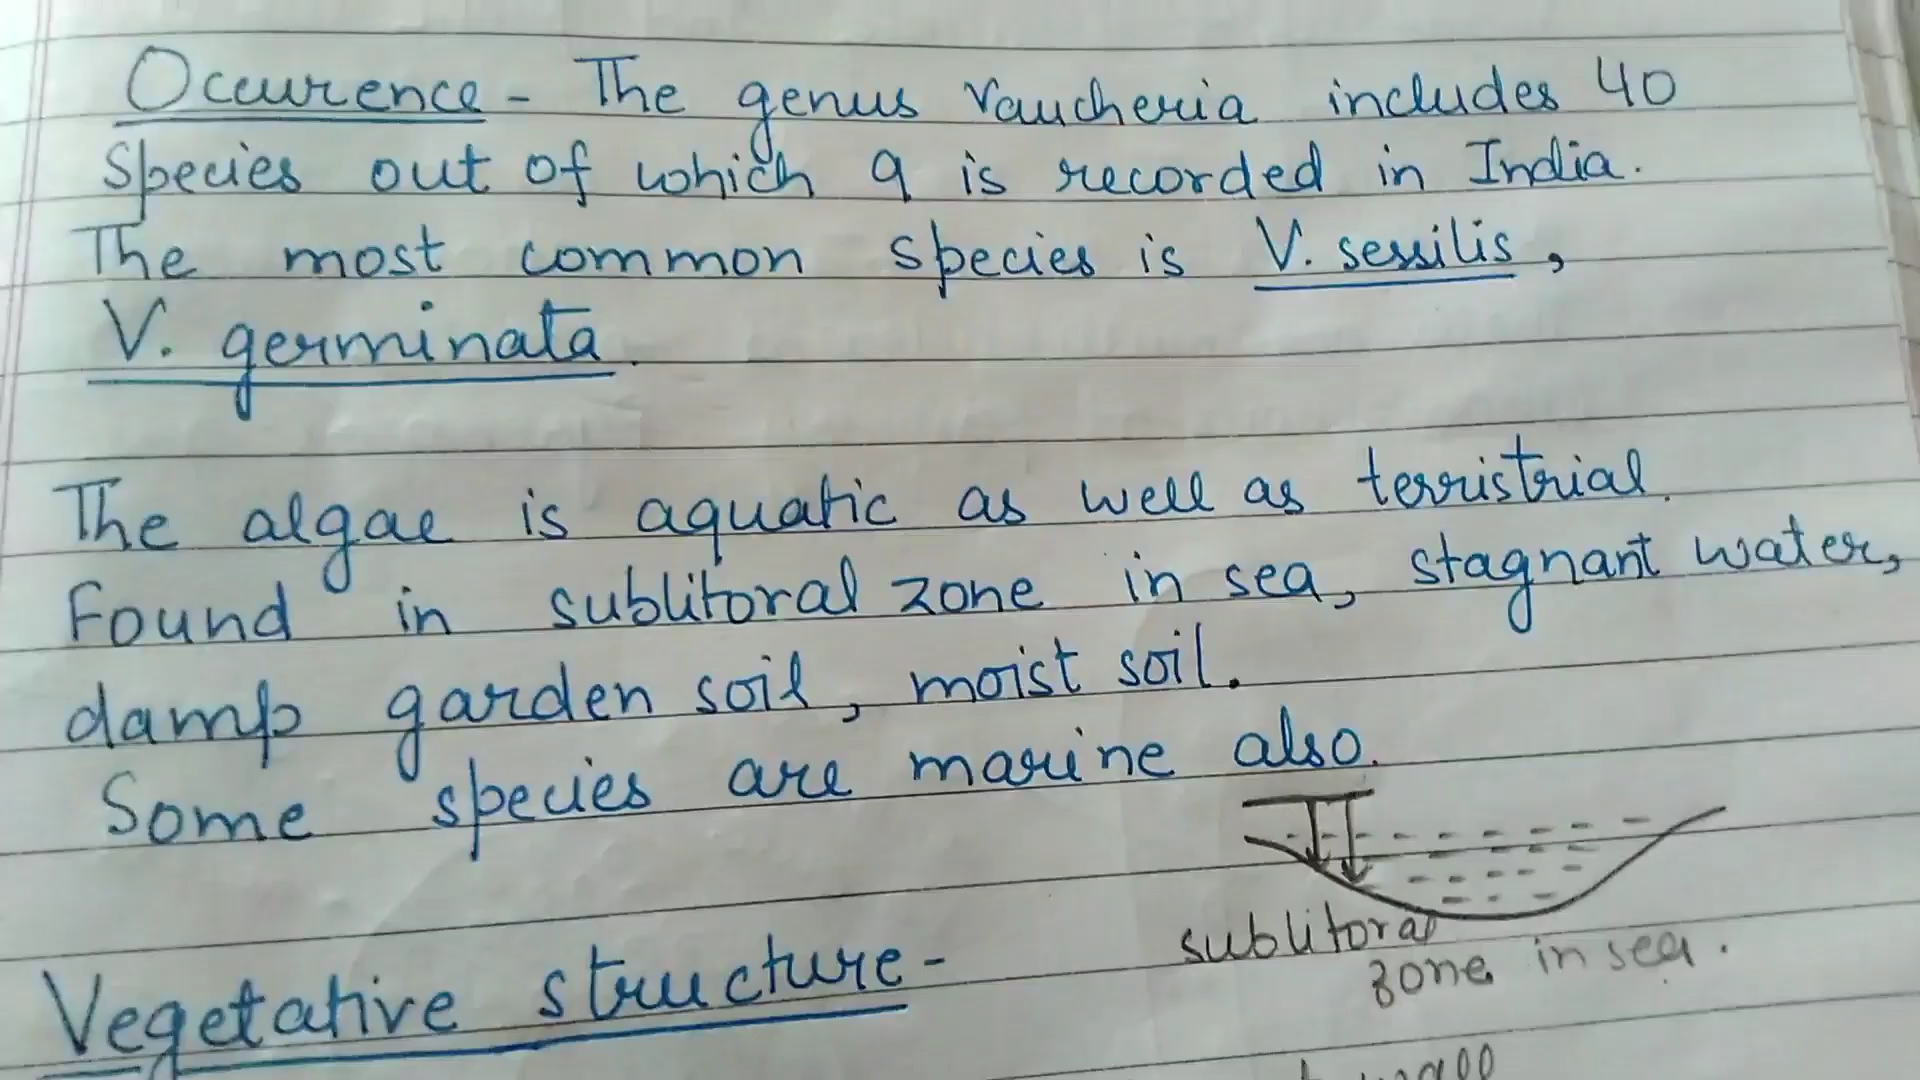 Occurence - The genus Vaucheria includes 40
Species out of which 9 is recorded in India.
The most common species is V. sessilis,
V. germinata.
The algae is aquatic as well as terristrial.
Found in sublitoral zone in sea, stagnant water,
damp garden soil, moist soil.
Some species are marine also.
sublitoral
zone in sea.
Vegetative structure -